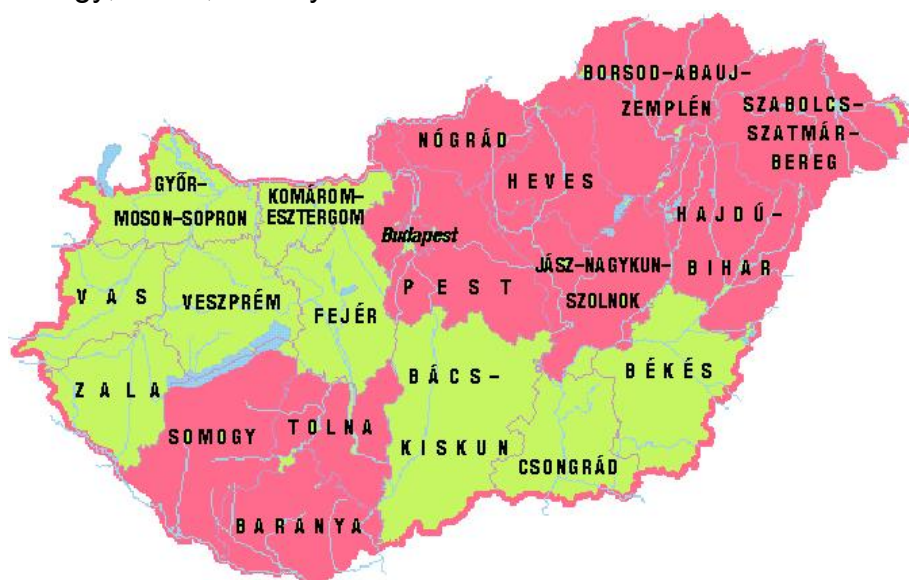 BORSOD-ABAÚJ-
ZEMPLÉN
SZABOLCS-
SZATMÁR-
BEREG
NÓGRÁD
HEVES
GYŐR-
MOSON-SOPRON
KOMÁROM-
ESZTERGOM
HAJDÚ-
BIHAR
Budapest
JÁSZ-NAGYKUN-
SZOLNOK
PEST
VAS
VESZPRÉM
FEJÉR
ZALA
BÁCS-
KISKUN
BÉKÉS
SOMOGY
TOLNA
CSONGRÁD
BARANYA